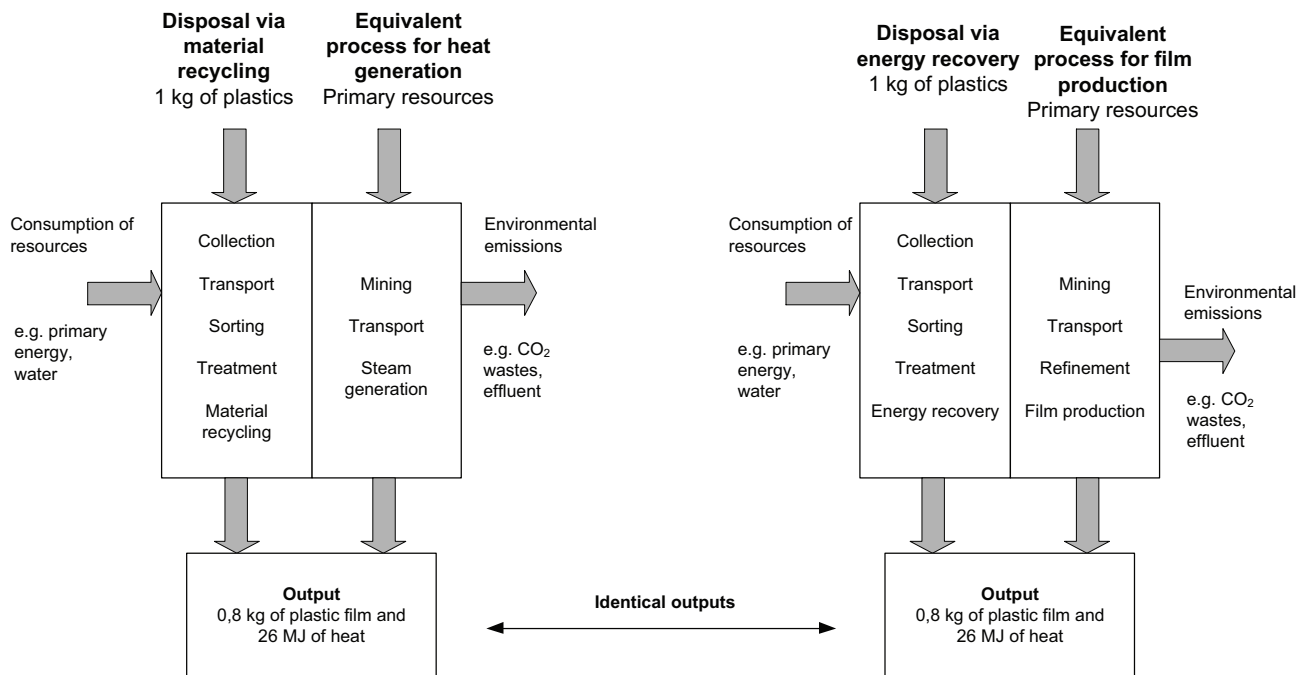 Disposal via
material
recycling
1 kg of plastics
Equivalent
process for heat
generation
Primary resources
Consumption of
resources
e.g. primary
energy,
water
Collection
Transport
Sorting
Treatment
Material
recycling
Mining
Transport
Steam
generation
Environmental
emissions
e.g. CO₂
wastes,
effluent
Output
0,8 kg of plastic film and
26 MJ of heat
Identical outputs
Disposal via
energy recovery
1 kg of plastics
Equivalent
process for film
production
Primary resources
Consumption of
resources
e.g. primary
energy,
water
Collection
Transport
Sorting
Treatment
Energy recovery
Mining
Transport
Refinement
Film production
Environmental
emissions
e.g. CO₂
wastes,
effluent
Output
0,8 kg of plastic film and
26 MJ of heat